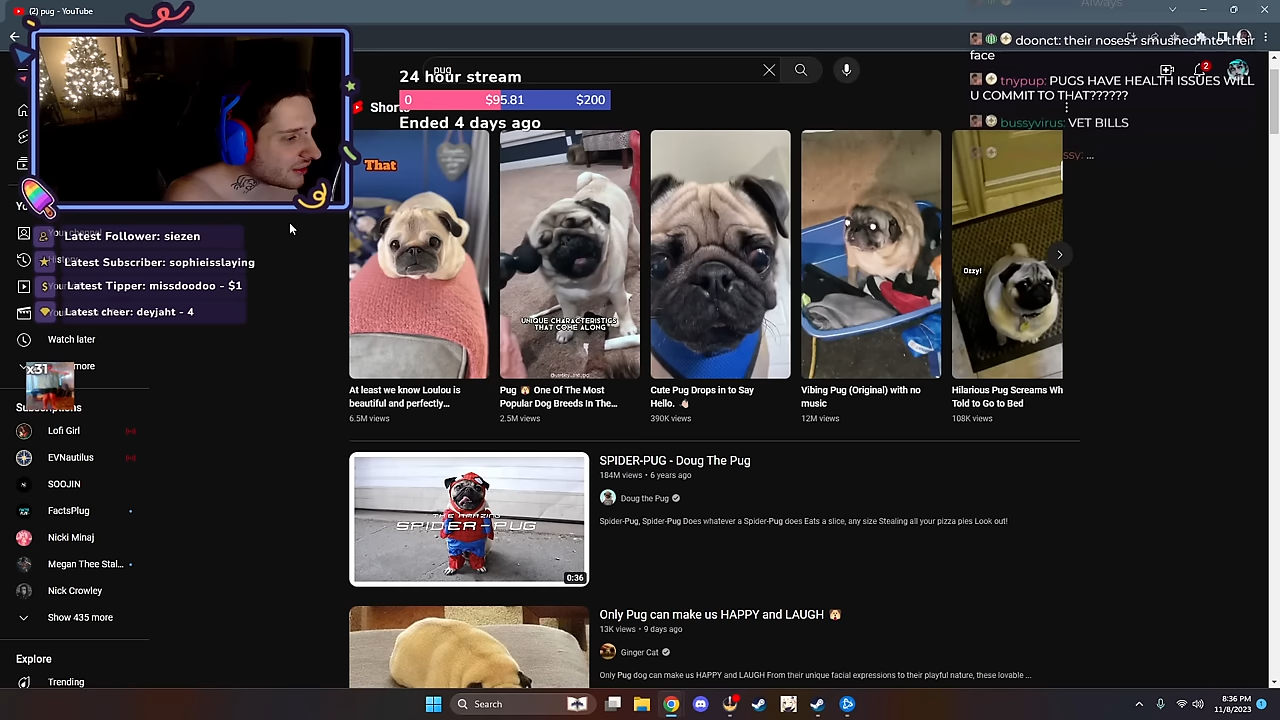 (2) pug - YouTube
Always
doonct: their noses r smushed into their
face
tnypup: PUGS HAVE HEALTH ISSUES WILL
U COMMIT TO THAT??????
bussyvirus: VET BILLS
ssy: ...
pug
2
24 hour stream
0 $95.81 $200
Ended 4 days ago
Shorts
That
UNIQUE CHARACTERISTICS
THAT COME ALONG
Ozzy!
At least we know Loulou is
beautiful and perfectly...
6.5M views
Pug One Of The Most
Popular Dog Breeds In The...
2.5M views
Cute Pug Drops in to Say
Hello.
390K views
Vibing Pug (Original) with no
music
12M views
Hilarious Pug Screams Wh
Told to Go to Bed
108K views
Latest Follower: siezen
Latest Subscriber: sophieisslaying
Latest Tipper: missdoodoo - $1
Latest cheer: deyjaht - 4
Watch later
more
x31
Subscriptions
Lofi Girl
EVNautilus
SOOJIN
FactsPlug
Nicki Minaj
Megan Thee Stal...
Nick Crowley
Show 435 more
Explore
Trending
THE AMAZING
SPIDER-PUG
0:36
SPIDER-PUG - Doug The Pug
184M views • 6 years ago
Doug the Pug
Spider-Pug, Spider-Pug Does whatever a Spider-Pug does Eats a slice, any size Stealing all your pizza pies Look out!
Only Pug can make us HAPPY and LAUGH
13K views • 9 days ago
Ginger Cat
Only Pug dog can make us HAPPY and LAUGH From their unique facial expressions to their playful nature, these lovable ...
Search
8:36 PM
11/8/2023
1